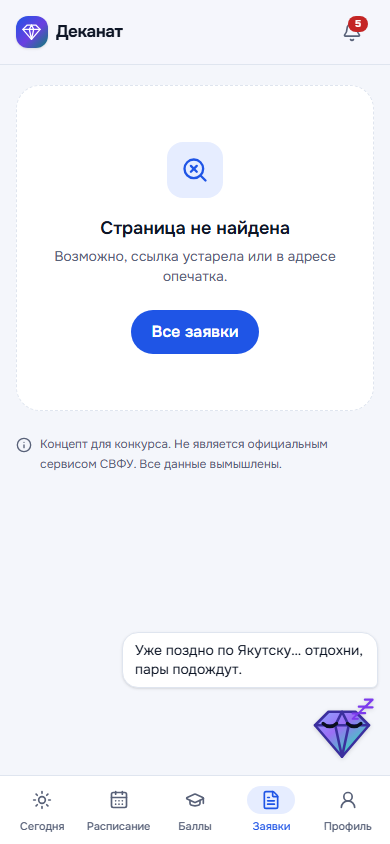 Деканат
5
Страница не найдена
Возможно, ссылка устарела или в адресе
опечатка.
Все заявки
Концепт для конкурса. Не является официальным
сервисом СВФУ. Все данные вымышлены.
Уже поздно по Якутску... отдохни,
пары подождут.
Сегодня
Расписание
Баллы
Заявки
Профиль